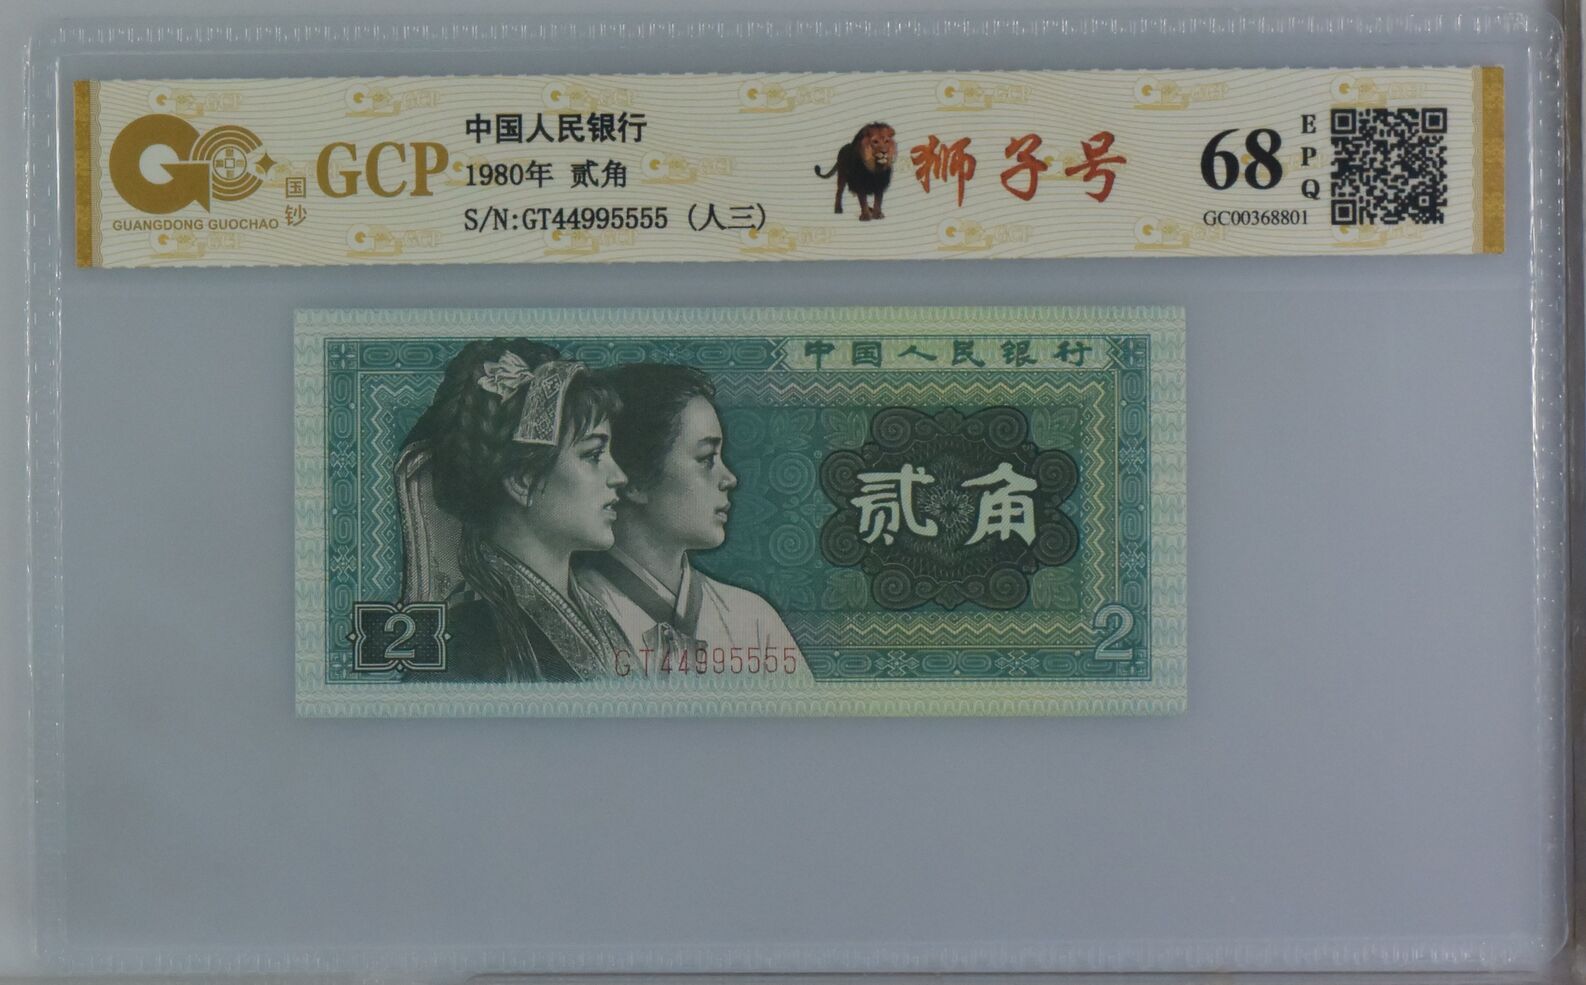 GCP
国钞
GUANGDONG GUOCHAO
中国人民银行
1980年 贰角
S/N:GT44995555 (人三)
狮子号
68
EPQ
GC00368801
中国人民银行
贰角
2
2
GT44995555